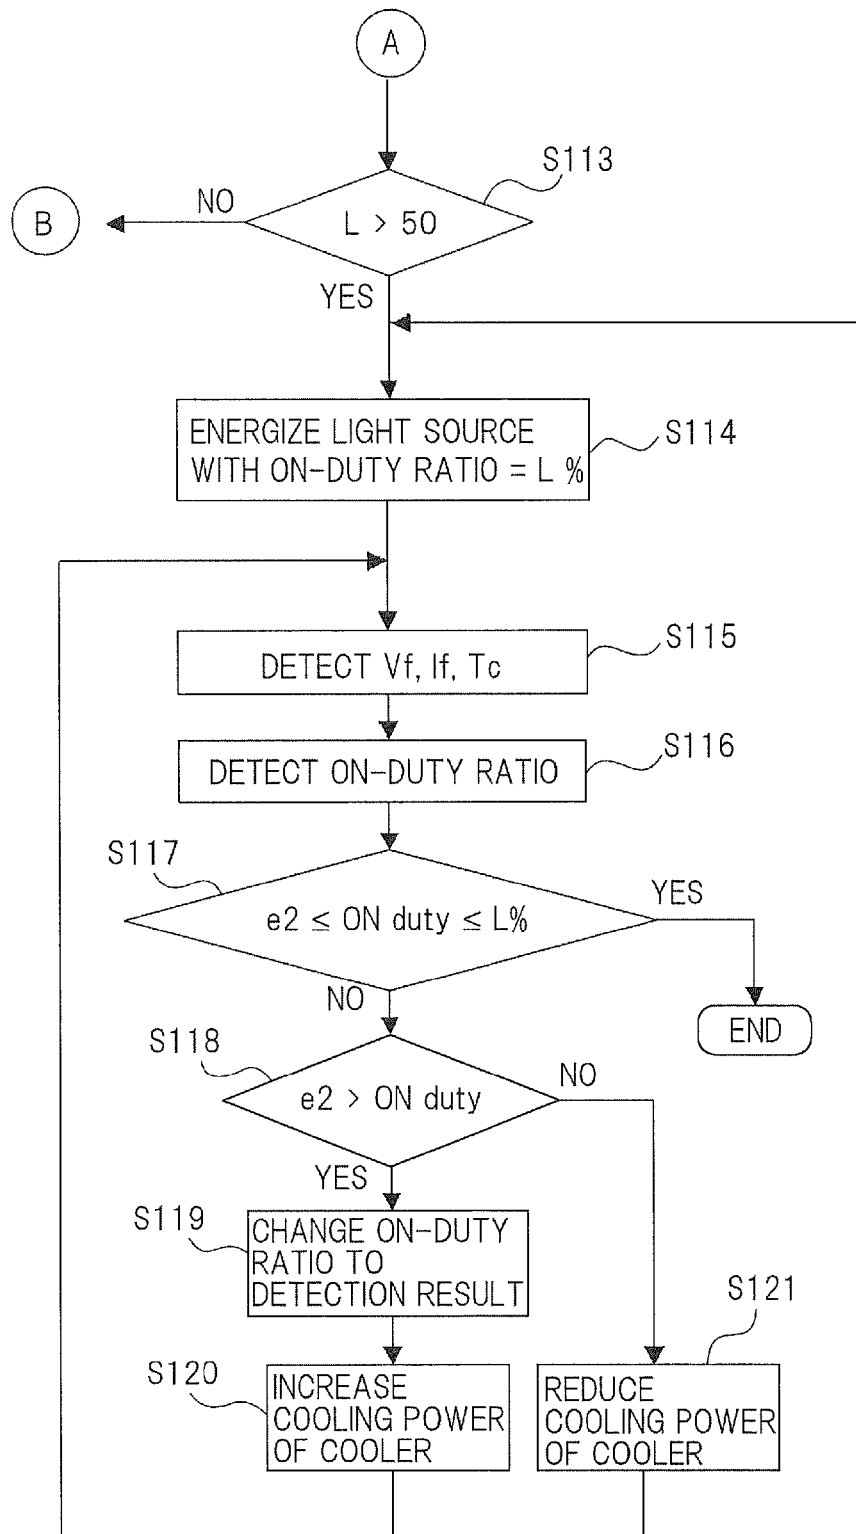 A
S113
NO
B
L > 50
YES
ENERGIZE LIGHT SOURCE
WITH ON-DUTY RATIO = L %
S114
S115
DETECT Vf, If, Tc
S116
DETECT ON-DUTY RATIO
S117
YES
e2 ≤ ON duty ≤ L%
NO
END
S118
NO
e2 > ON duty
YES
S119
CHANGE ON-DUTY
RATIO TO
DETECTION RESULT
S121
S120
INCREASE
COOLING POWER
OF COOLER
REDUCE
COOLING POWER
OF COOLER